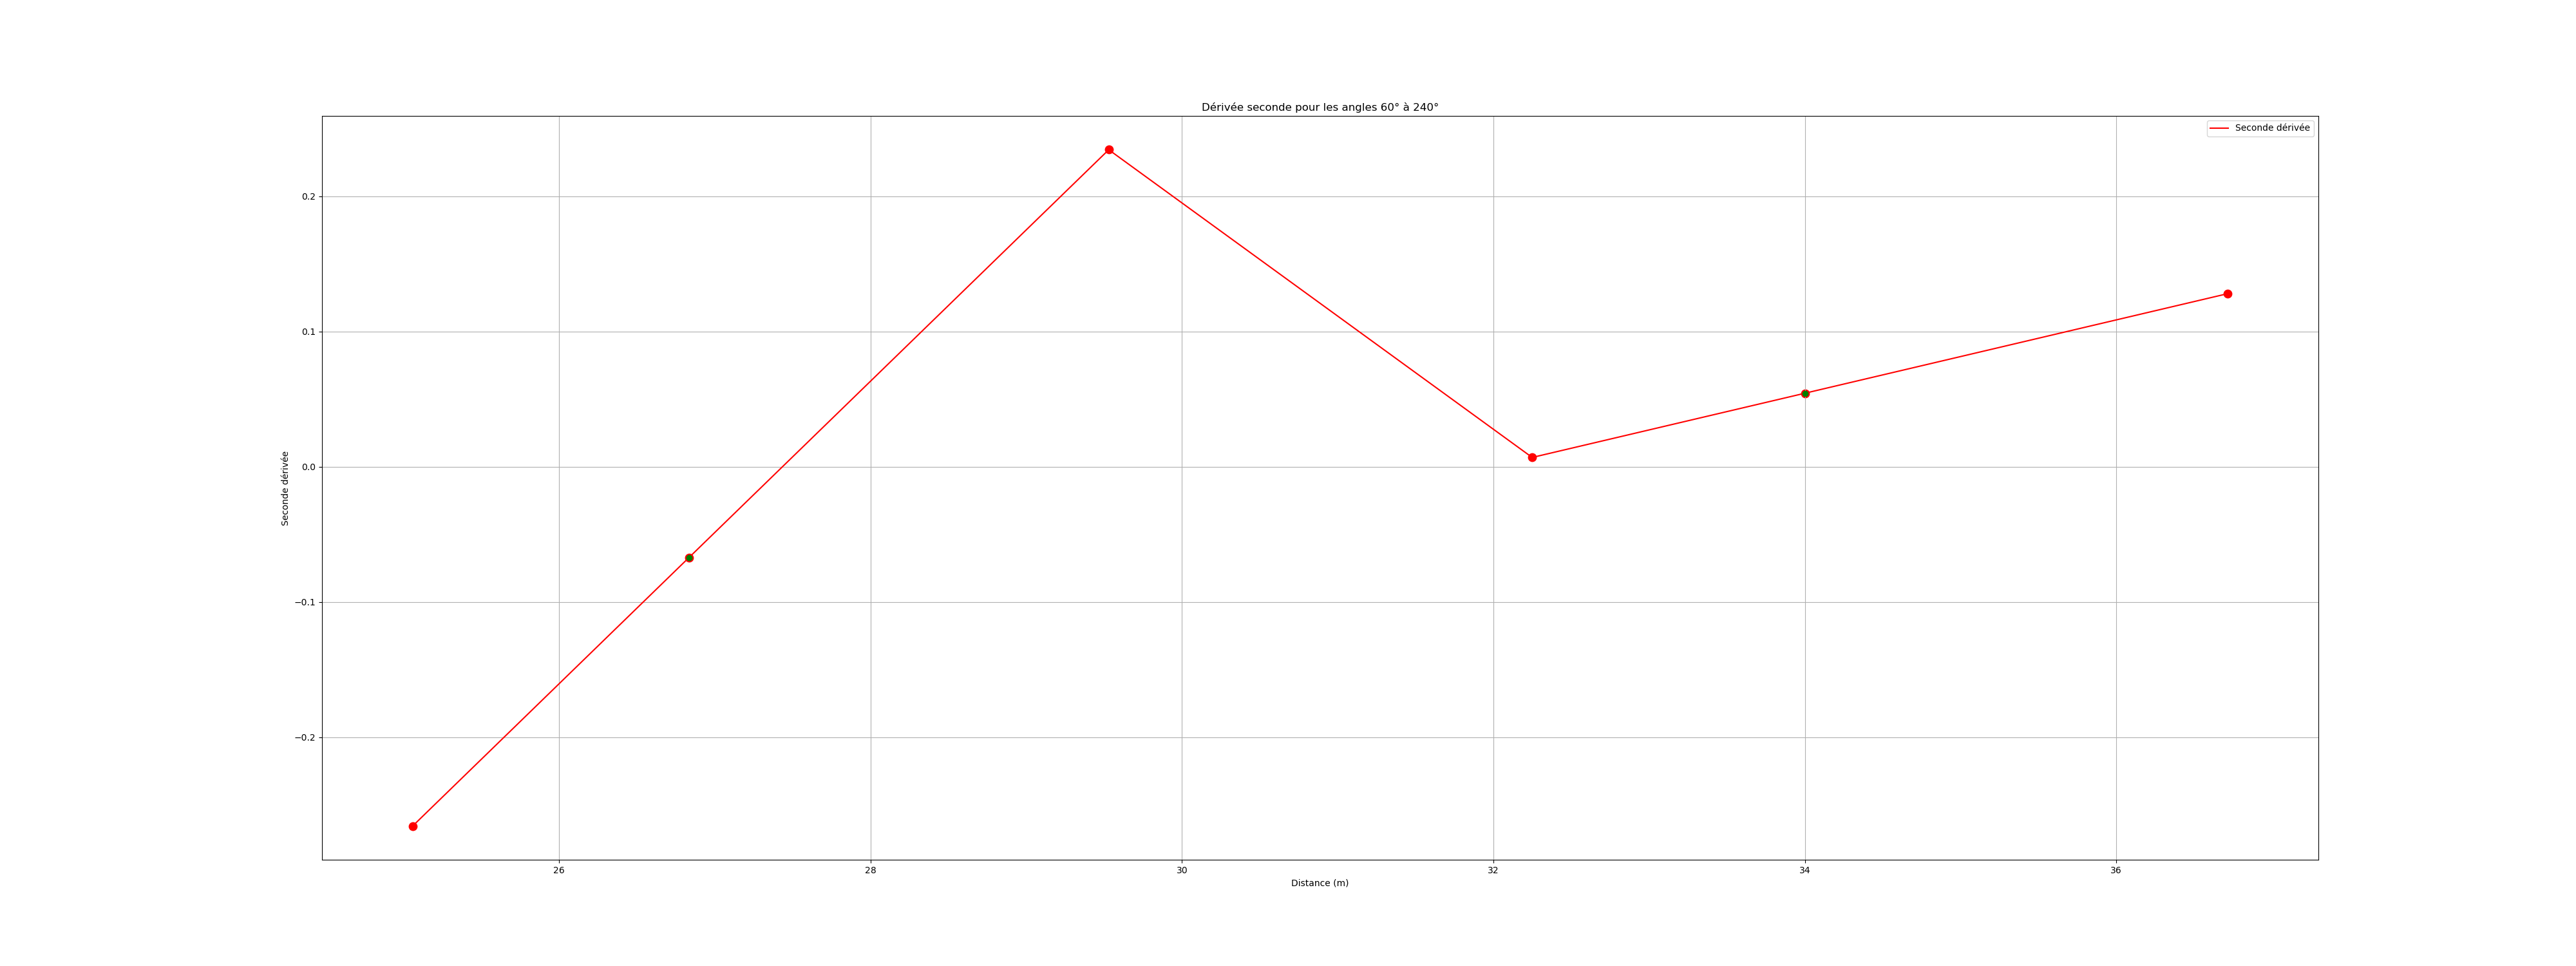 Dérivée seconde pour les angles 60° à 240°
Seconde dérivée
0.2
0.1
0.0
−0.1
−0.2
Seconde dérivée
26
28
30
32
34
36
Distance (m)